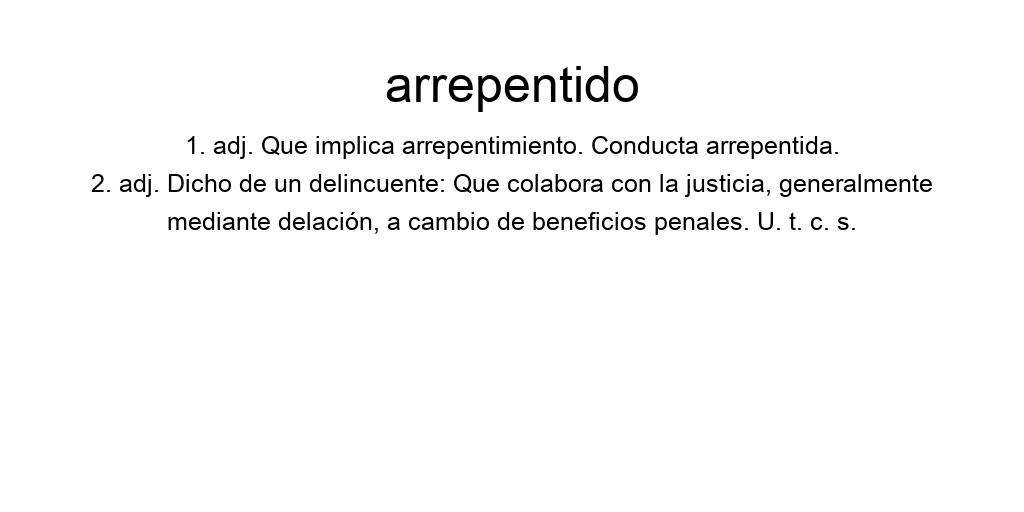 arrepentido
1. adj. Que implica arrepentimiento. Conducta arrepentida.
2. adj. Dicho de un delincuente: Que colabora con la justicia, generalmente
mediante delación, a cambio de beneficios penales. U. t. c. s.